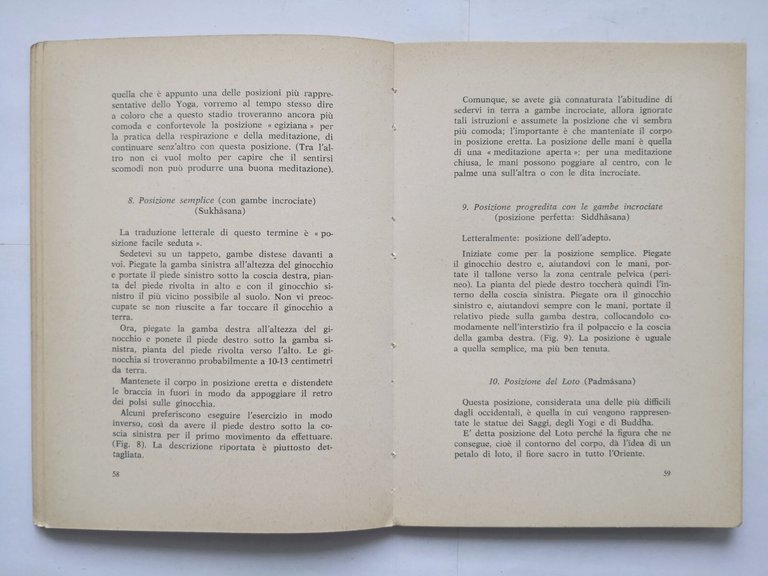 quella che è appunto una delle posizioni più rappre-
sentative dello Yoga, vorremo al tempo stesso dire
a coloro che a questo stadio troveranno ancora più
comoda e confortevole la posizione « egiziana » per
la pratica della respirazione e della meditazione, di
continuare senz'altro con questa posizione. (Tra l'al-
tro non ci vuol molto per capire che il sentirsi
scomodi non può produrre una buona meditazione).
8. Posizione semplice (con gambe incrociate)
(Sukhâsana)
La traduzione letterale di questo termine è « po-
sizione facile seduta ».
Sedetevi su un tappeto, gambe distese davanti a
voi. Piegate la gamba sinistra all'altezza del ginocchio
e portate il piede sinistro sotto la coscia destra, pian-
ta del piede rivolta in alto e con il ginocchio si-
nistro il più vicino possibile al suolo. Non vi preoc-
cupate se non riuscite a far toccare il ginocchio a
terra.
Ora, piegate la gamba destra all'altezza del gi-
nocchio e ponete il piede destro sotto la gamba si-
nistra, pianta del piede rivolta verso l'alto. Le gi-
nocchia si troveranno probabilmente a 10-13 centimetri
da terra.
Mantenete il corpo in posizione eretta e distendete
le braccia in fuori in modo da appoggiare il retro
dei polsi sulle ginocchia.
Alcuni preferiscono eseguire l'esercizio in modo
inverso, così da avere il piede destro sotto la co-
scia sinistra per il primo movimento da effettuare.
(Fig. 8). La descrizione riportata è piuttosto det-
tagliata.
58
Comunque, se avete già connaturata l'abitudine di
sedervi in terra a gambe incrociate, allora ignorate
tali istruzioni e assumete la posizione che vi sembra
più comoda; l'importante è che manteniate il corpo
in posizione eretta. La posizione delle mani è quella
di una « meditazione aperta »; per una meditazione
chiusa, le mani possono poggiare al centro, con le
palme una sull'altra o con le dita incrociate.
9. Posizione progredita con le gambe incrociate
(posizione perfetta: Siddhâsana)
Letteralmente: posizione dell'adepto.
Iniziate come per la posizione semplice. Piegate
il ginocchio destro e, aiutandovi con le mani, por-
tate il tallone verso la zona centrale pelvica (peri-
neo). La pianta del piede destro toccherà quindi l'in-
terno della coscia sinistra. Piegate ora il ginocchio
sinistro e, aiutandovi sempre con le mani, portate il
relativo piede sulla gamba destra, collocandolo co-
modamente nell'interstizio fra il polpaccio e la coscia
della gamba destra. (Fig. 9). La posizione è uguale
a quella semplice, ma più ben tenuta.
10. Posizione del Loto (Padmâsana)
Questa posizione, considerata una delle più difficili
dagli occidentali, è quella in cui vengono rappresen-
tate le statue dei Saggi, degli Yogi e di Buddha.
E' detta posizione del Loto perché la figura che ne
consegue, cioè il contorno del corpo, dà l'idea di un
petalo di loto, il fiore sacro in tutto l'Oriente.
59